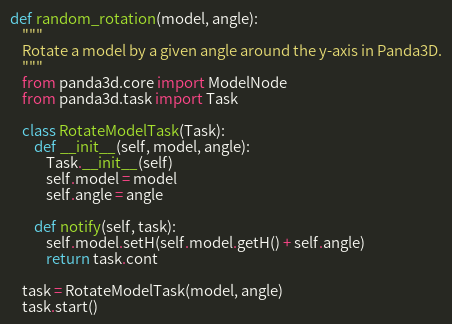 def random_rotation(model, angle):
    """
    Rotate a model by a given angle around the y-axis in Panda3D.
    """
    from panda3d.core import ModelNode
    from panda3d.task import Task

    class RotateModelTask(Task):
        def __init__(self, model, angle):
            Task.__init__(self)
            self.model = model
            self.angle = angle

        def notify(self, task):
            self.model.setH(self.model.getH() + self.angle)
            return task.cont

    task = RotateModelTask(model, angle)
    task.start()